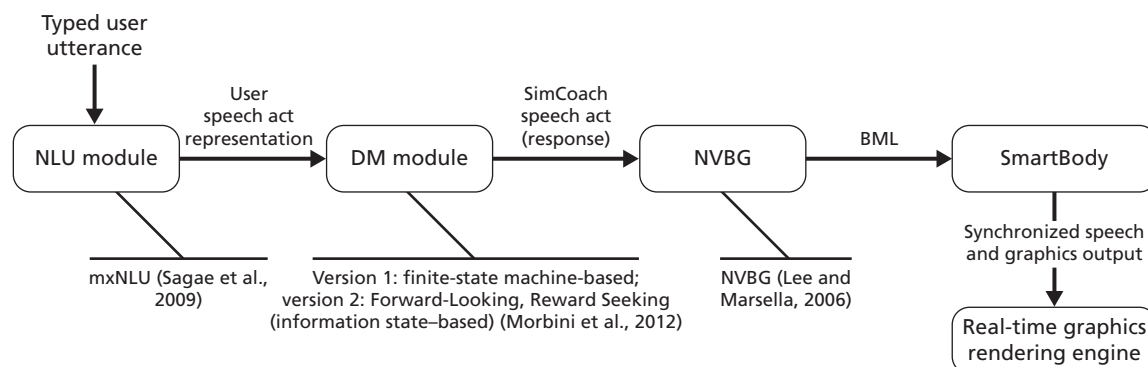 Typed user
utterance
User
speech act
representation
SimCoach
speech act
(response)
BML
NLU module
DM module
NVBG
SmartBody
Synchronized speech
and graphics output
mxNLU (Sagae et al.,
2009)
Version 1: finite-state machine-based;
version 2: Forward-Looking, Reward Seeking
(information state–based) (Morbini et al., 2012)
NVBG (Lee and
Marsella, 2006)
Real-time graphics
rendering engine